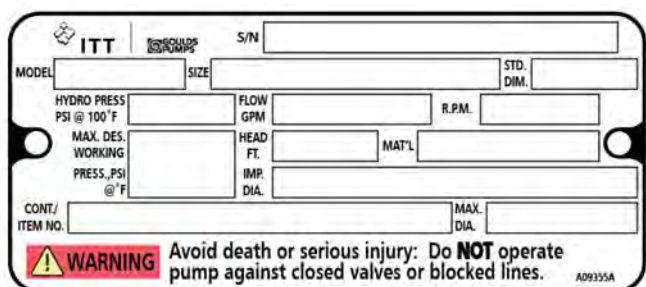 ITT GOULDS PUMPS S/N
MODEL SIZE STD. DIM.
HYDRO PRESS PSI @ 100°F FLOW GPM R.P.M.
MAX. DES. WORKING HEAD FT. MAT'L
PRESS.,PSI @°F IMP. DIA.
CONT./ ITEM NO. MAX. DIA.
WARNING
Avoid death or serious injury: Do NOT operate
pump against closed valves or blocked lines.
A09355A